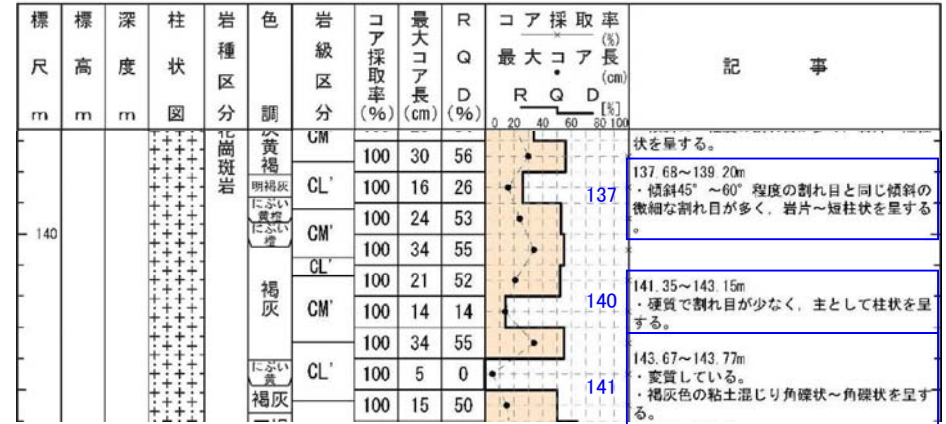 標尺m
標高m
深度m
柱状図
岩種区分
色調
岩級区分
コア採取率(%)
最大コア長(cm)
RQD(%)
コア採取率(%)
最大コア長(cm)
RQD[%]
0 20 40 60 80 100
記事
花崗斑岩
黄褐
CM
状を呈する。
100 30 56
137.68～139.20m
明褐灰
CL'
100 16 26
137
・傾斜45°～60°程度の割れ目と同じ傾斜の
微細な割れ目が多く，岩片～短柱状を呈する
。
にぶい黄橙
100 24 53
140
にぶい橙
CM'
100 34 55
CL'
褐灰
100 21 52
141.35～143.15m
CM'
100 14 14
140
・硬質で割れ目が少なく，主として柱状を呈
する。
100 34 55
143.67～143.77m
にぶい黄
CL'
100 5 0
141
・変質している。
・褐灰色の粘土混じり角礫状～角礫状を呈す
る。
褐灰
100 15 50